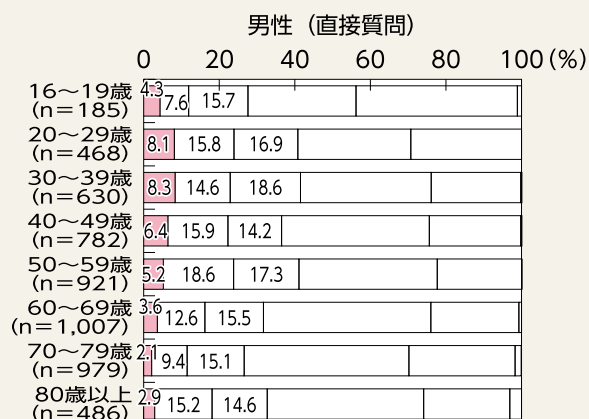 男性（直接質問）
0 20 40 60 80 100(%)
16～19歳
(n＝185)
4.3 7.6 15.7
20～29歳
(n＝468)
8.1 15.8 16.9
30～39歳
(n＝630)
8.3 14.6 18.6
40～49歳
(n＝782)
6.4 15.9 14.2
50～59歳
(n＝921)
5.2 18.6 17.3
60～69歳
(n＝1,007)
3.6 12.6 15.5
70～79歳
(n＝979)
2.1 9.4 15.1
80歳以上
(n＝486)
2.9 15.2 14.6